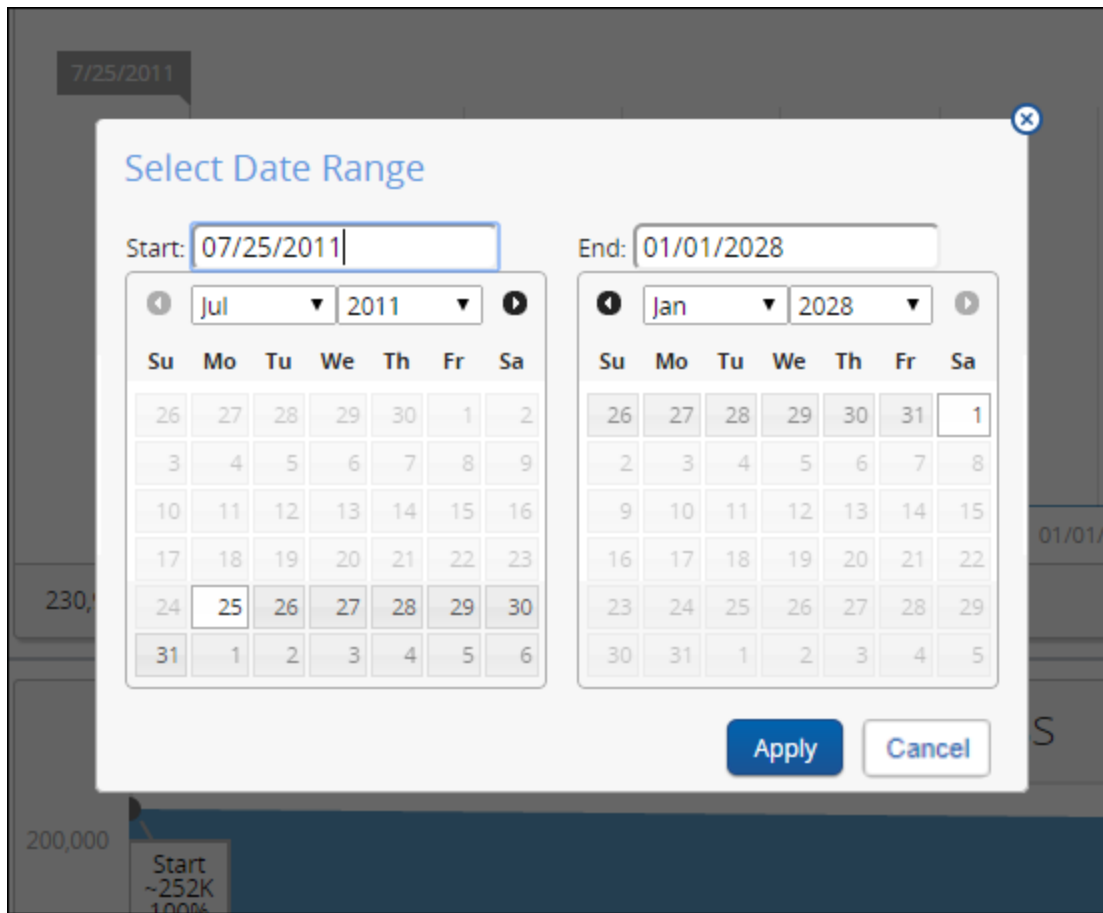 7/25/2011
Select Date Range
Start: 07/25/2011 End: 01/01/2028
Jul 2011 Jan 2028
Su Mo Tu We Th Fr Sa Su Mo Tu We Th Fr Sa
26 27 28 29 30 1 2 26 27 28 29 30 31 1
3 4 5 6 7 8 9 2 3 4 5 6 7 8
10 11 12 13 14 15 16 9 10 11 12 13 14 15
17 18 19 20 21 22 23 16 17 18 19 20 21 22
01/01/
24 25 26 27 28 29 30 23 24 25 26 27 28 29
230,
31 1 2 3 4 5 6 30 31 1 2 3 4 5
Apply Cancel
S
200,000
Start
~252K
100%